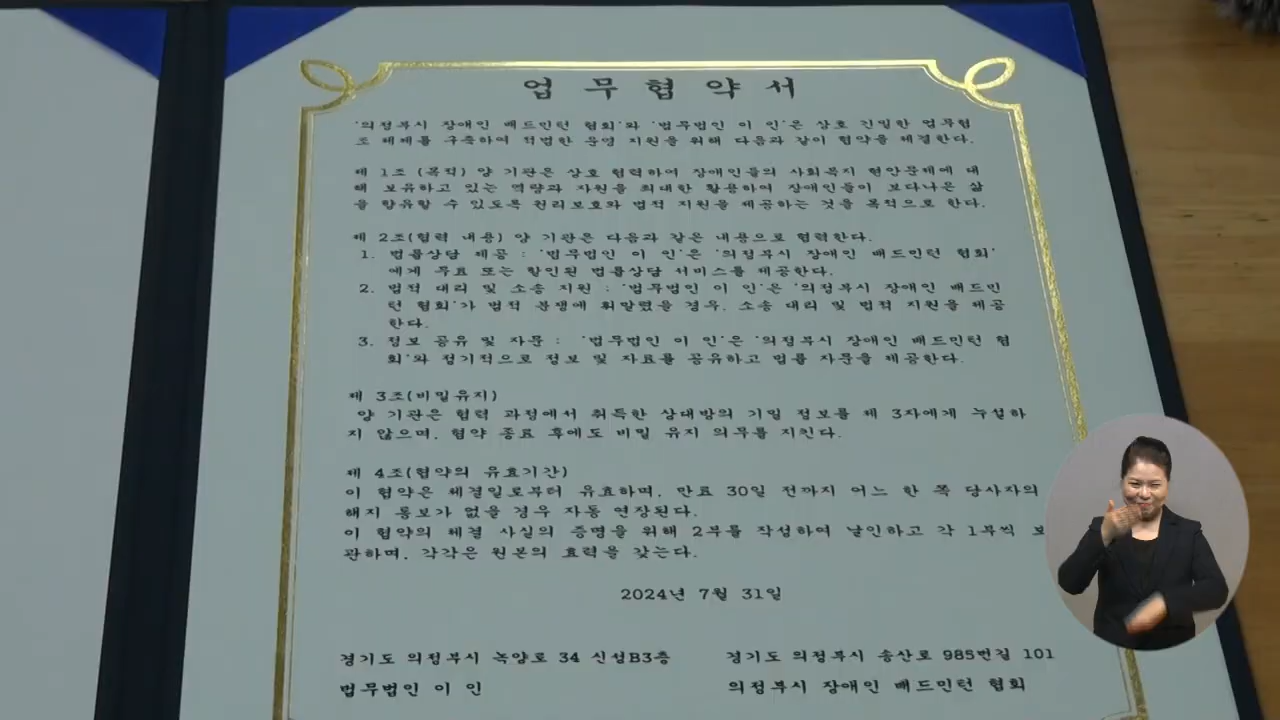 업무협약서
'의정부시 장애인 배드민턴 협회'와 '법무법인 이 인'은 상호 긴밀한 업무협
조 체제를 구축하여 적법한 운영 지원을 위해 다음과 같이 협약을 체결한다.
제 1조 (목적) 양 기관은 상호 협력하여 장애인들의 사회복지 현안문제에 대
해 보유하고 있는 역량과 자원을 최대한 활용하여 장애인들이 보다나은 삶
을 향유할 수 있도록 권리보호와 법적 지원을 제공하는 것을 목적으로 한다.
제 2조(협력 내용) 양 기관은 다음과 같은 내용으로 협력한다.
1. 법률상담 제공 : '법무법인 이 인'은 '의정부시 장애인 배드민턴 협회'
에게 무료 또는 할인된 법률상담 서비스를 제공한다.
2. 법적 대리 및 소송 지원 : '법무법인 이 인'은 '의정부시 장애인 배드민
턴 협회'가 법적 분쟁에 휘말렸을 경우, 소송 대리 및 법적 지원을 제공
한다.
3. 정보 공유 및 자문 : '법무법인 이 인'은 '의정부시 장애인 배드민턴 협
회'와 정기적으로 정보 및 자료를 공유하고 법률 자문을 제공한다.
제 3조(비밀유지)
양 기관은 협력 과정에서 취득한 상대방의 기밀 정보를 제 3자에게 누설하
지 않으며, 협약 종료 후에도 비밀 유지 의무를 지킨다.
제 4조(협약의 유효기간)
이 협약은 체결일로부터 유효하며, 만료 30일 전까지 어느 한 쪽 당사자의
해지 통보가 없을 경우 자동 연장된다.
이 협약의 체결 사실의 증명을 위해 2부를 작성하여 날인하고 각 1부씩 보
관하며, 각각은 원본의 효력을 갖는다.
2024년 7월 31일
경기도 의정부시 녹양로 34 신성B3층
경기도 의정부시 송산로 985번길 101
법무법인 이 인
의정부시 장애인 배드민턴 협회